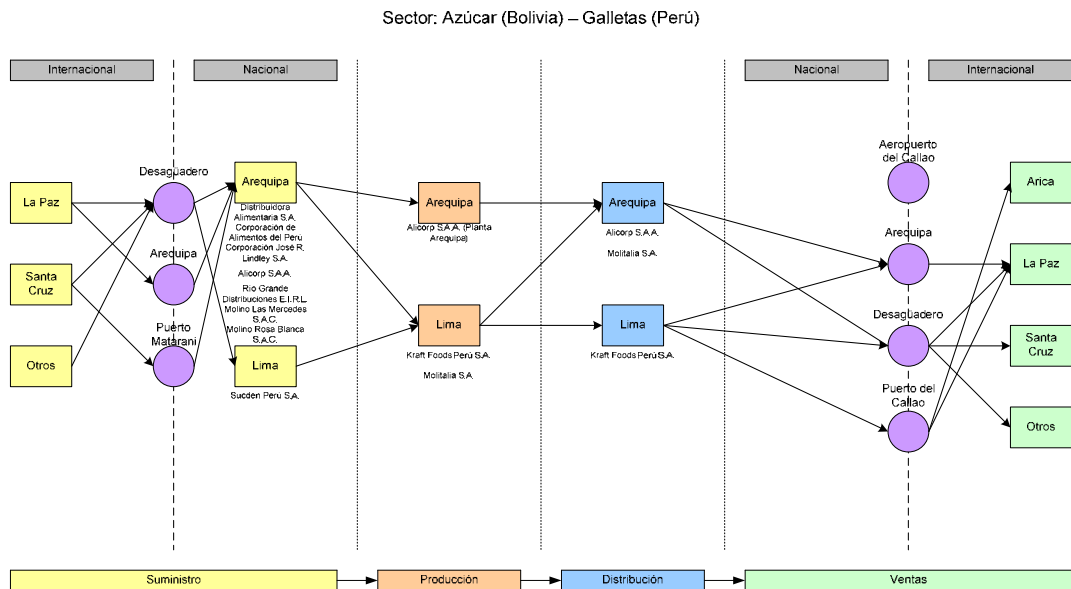 Sector: Azúcar (Bolivia) – Galletas (Perú)
Internacional
Nacional
Nacional
Internacional
La Paz
Santa
Cruz
Otros
Desaguadero
Arequipa
Puerto
Matarani
Arequipa
Distribuidora
Alimentaria S.A.
Corporación de
Alimentos del Perú
Corporación José R.
Lindley S.A.
Alicorp S.A.A.
Rio Grande
Distribuciones E.I.R.L.
Molino Las Mercedes
S.A.C.
Molino Rosa Blanca
S.A.C.
Lima
Sucden Perú S.A.
Arequipa
Alicorp S.A.A. (Planta
Arequipa)
Lima
Kraft Foods Perú S.A.
Molitalia S.A.
Arequipa
Alicorp S.A.A.
Molitalia S.A.
Lima
Kraft Foods Perú S.A.
Aeropuerto
del Callao
Arequipa
Desaguadero
Puerto del
Callao
Arica
La Paz
Santa
Cruz
Otros
Suministro
Producción
Distribución
Ventas